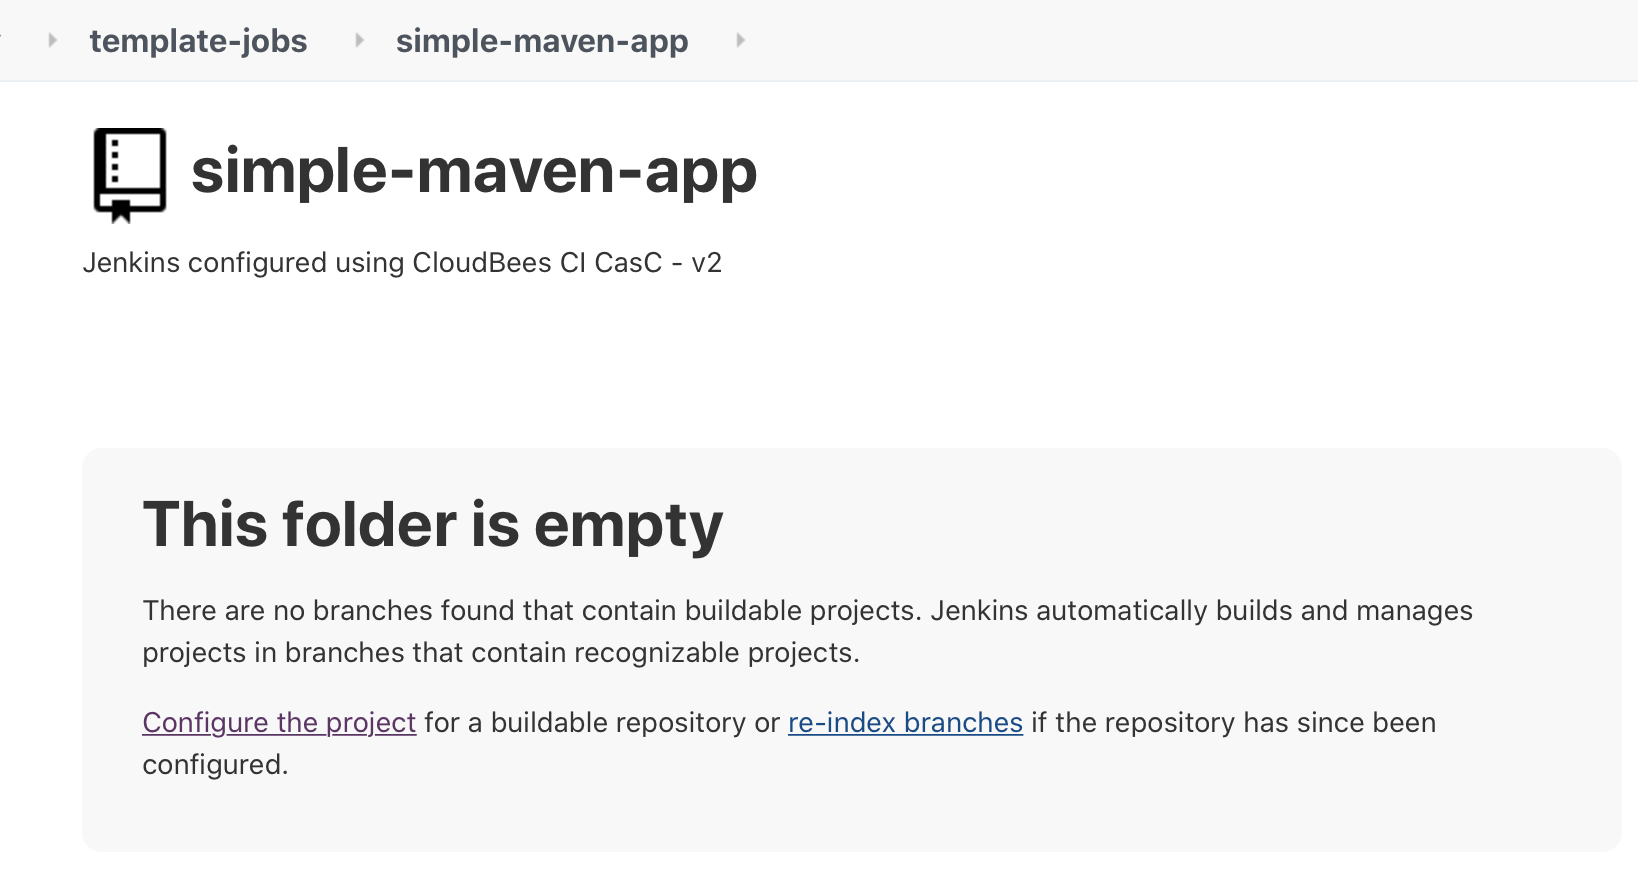 template-jobs simple-maven-app
simple-maven-app
Jenkins configured using CloudBees CI CasC - v2
This folder is empty
There are no branches found that contain buildable projects. Jenkins automatically builds and manages
projects in branches that contain recognizable projects.
Configure the project for a buildable repository or re-index branches if the repository has since been
configured.